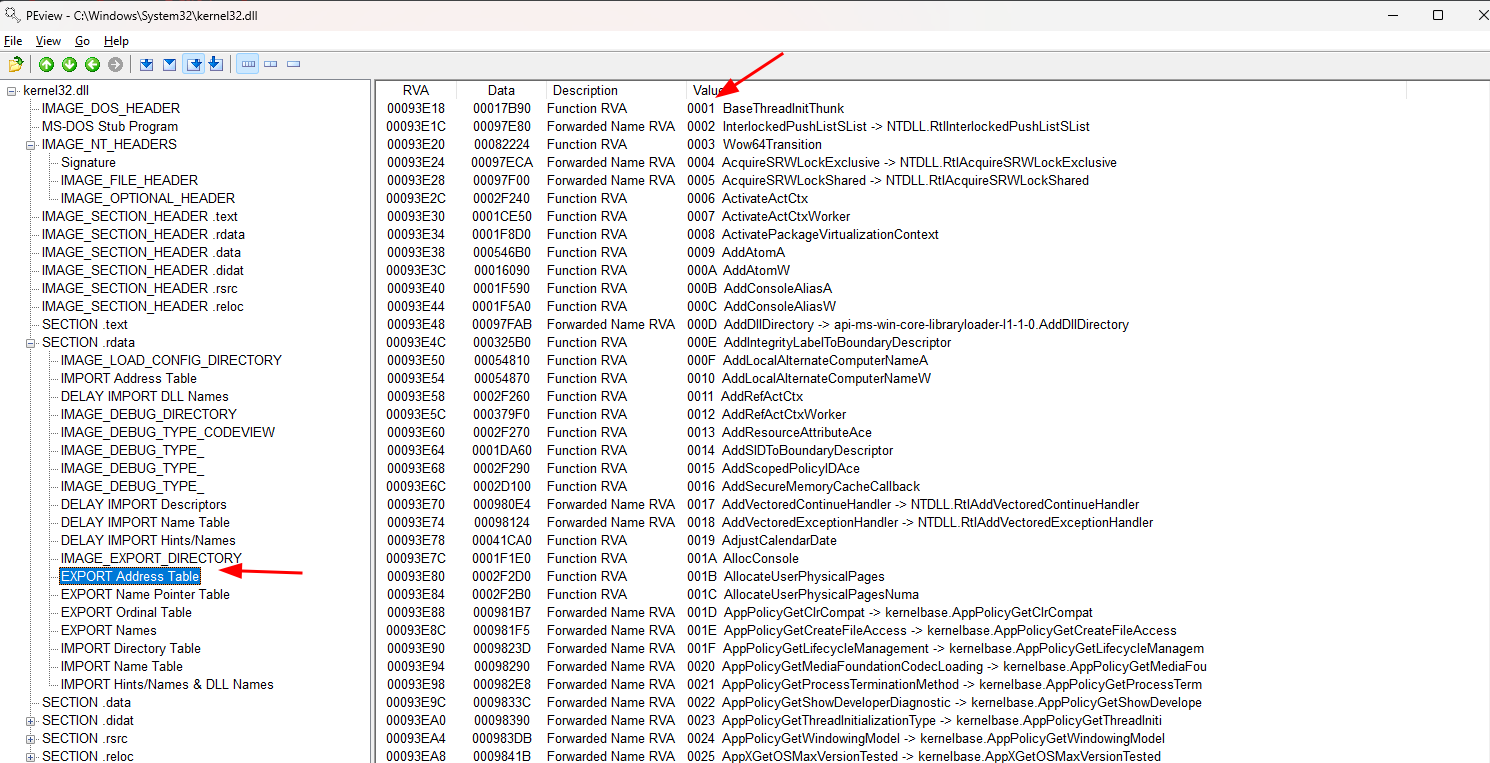 PEview - C:\Windows\System32\kernel32.dll
File View Go Help
kernel32.dll
IMAGE_DOS_HEADER
MS-DOS Stub Program
IMAGE_NT_HEADERS
Signature
IMAGE_FILE_HEADER
IMAGE_OPTIONAL_HEADER
IMAGE_SECTION_HEADER .text
IMAGE_SECTION_HEADER .rdata
IMAGE_SECTION_HEADER .data
IMAGE_SECTION_HEADER .didat
IMAGE_SECTION_HEADER .rsrc
IMAGE_SECTION_HEADER .reloc
SECTION .text
SECTION .rdata
IMAGE_LOAD_CONFIG_DIRECTORY
IMPORT Address Table
DELAY IMPORT DLL Names
IMAGE_DEBUG_DIRECTORY
IMAGE_DEBUG_TYPE_CODEVIEW
IMAGE_DEBUG_TYPE_
IMAGE_DEBUG_TYPE_
IMAGE_DEBUG_TYPE_
DELAY IMPORT Descriptors
DELAY IMPORT Name Table
DELAY IMPORT Hints/Names
IMAGE_EXPORT_DIRECTORY
EXPORT Address Table
EXPORT Name Pointer Table
EXPORT Ordinal Table
EXPORT Names
IMPORT Directory Table
IMPORT Name Table
IMPORT Hints/Names & DLL Names
SECTION .data
SECTION .didat
SECTION .rsrc
SECTION .reloc
RVA Data Description Value
00093E18 00017B90 Function RVA 0001 BaseThreadInitThunk
00093E1C 00097E80 Forwarded Name RVA 0002 InterlockedPushListSList -> NTDLL.RtlInterlockedPushListSList
00093E20 00082224 Function RVA 0003 Wow64Transition
00093E24 00097ECA Forwarded Name RVA 0004 AcquireSRWLockExclusive -> NTDLL.RtlAcquireSRWLockExclusive
00093E28 00097F00 Forwarded Name RVA 0005 AcquireSRWLockShared -> NTDLL.RtlAcquireSRWLockShared
00093E2C 0002F240 Function RVA 0006 ActivateActCtx
00093E30 0001CE50 Function RVA 0007 ActivateActCtxWorker
00093E34 0001F8D0 Function RVA 0008 ActivatePackageVirtualizationContext
00093E38 000546B0 Function RVA 0009 AddAtomA
00093E3C 00016090 Function RVA 000A AddAtomW
00093E40 0001F590 Function RVA 000B AddConsoleAliasA
00093E44 0001F5A0 Function RVA 000C AddConsoleAliasW
00093E48 00097FAB Forwarded Name RVA 000D AddDllDirectory -> api-ms-win-core-libraryloader-l1-1-0.AddDllDirectory
00093E4C 000325B0 Function RVA 000E AddIntegrityLabelToBoundaryDescriptor
00093E50 00054810 Function RVA 000F AddLocalAlternateComputerNameA
00093E54 00054870 Function RVA 0010 AddLocalAlternateComputerNameW
00093E58 0002F260 Function RVA 0011 AddRefActCtx
00093E5C 000379F0 Function RVA 0012 AddRefActCtxWorker
00093E60 0002F270 Function RVA 0013 AddResourceAttributeAce
00093E64 0001DA60 Function RVA 0014 AddSIDToBoundaryDescriptor
00093E68 0002F290 Function RVA 0015 AddScopedPolicyIDAce
00093E6C 0002D100 Function RVA 0016 AddSecureMemoryCacheCallback
00093E70 000980E4 Forwarded Name RVA 0017 AddVectoredContinueHandler -> NTDLL.RtlAddVectoredContinueHandler
00093E74 00098124 Forwarded Name RVA 0018 AddVectoredExceptionHandler -> NTDLL.RtlAddVectoredExceptionHandler
00093E78 00041CA0 Function RVA 0019 AdjustCalendarDate
00093E7C 0001F1E0 Function RVA 001A AllocConsole
00093E80 0002F2D0 Function RVA 001B AllocateUserPhysicalPages
00093E84 0002F2B0 Function RVA 001C AllocateUserPhysicalPagesNuma
00093E88 000981B7 Forwarded Name RVA 001D AppPolicyGetClrCompat -> kernelbase.AppPolicyGetClrCompat
00093E8C 000981F5 Forwarded Name RVA 001E AppPolicyGetCreateFileAccess -> kernelbase.AppPolicyGetCreateFileAccess
00093E90 0009823D Forwarded Name RVA 001F AppPolicyGetLifecycleManagement -> kernelbase.AppPolicyGetLifecycleManagem
00093E94 00098290 Forwarded Name RVA 0020 AppPolicyGetMediaFoundationCodecLoading -> kernelbase.AppPolicyGetMediaFou
00093E98 000982E8 Forwarded Name RVA 0021 AppPolicyGetProcessTerminationMethod -> kernelbase.AppPolicyGetProcessTerm
00093E9C 0009833C Forwarded Name RVA 0022 AppPolicyGetShowDeveloperDiagnostic -> kernelbase.AppPolicyGetShowDevelope
00093EA0 00098390 Forwarded Name RVA 0023 AppPolicyGetThreadInitializationType -> kernelbase.AppPolicyGetThreadIniti
00093EA4 000983DB Forwarded Name RVA 0024 AppPolicyGetWindowingModel -> kernelbase.AppPolicyGetWindowingModel
00093EA8 0009841B Forwarded Name RVA 0025 AppXGetOSMaxVersionTested -> kernelbase.AppXGetOSMaxVersionTested